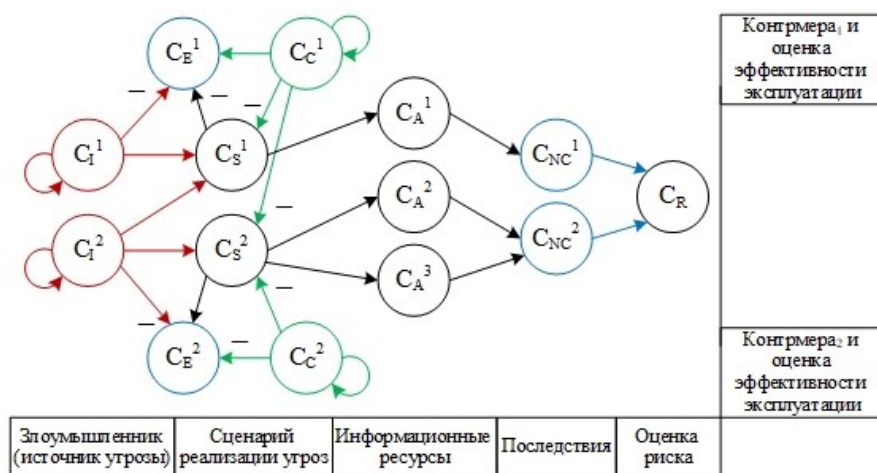 C_E^1
C_C^1
Контрмера₁ и
оценка
эффективности
эксплуатации
–
–
–
C_A^1
C_I^1
C_S^1
C_NC^1
C_A^2
C_R
–
C_I^2
C_S^2
C_NC^2
C_A^3
–
–
–
C_E^2
C_C^2
Контрмера₂ и
оценка
эффективности
эксплуатации
Злоумышленник
(источник угрозы)
Сценарий
реализации угроз
Информационные
ресурсы
Последствия
Оценка
риска